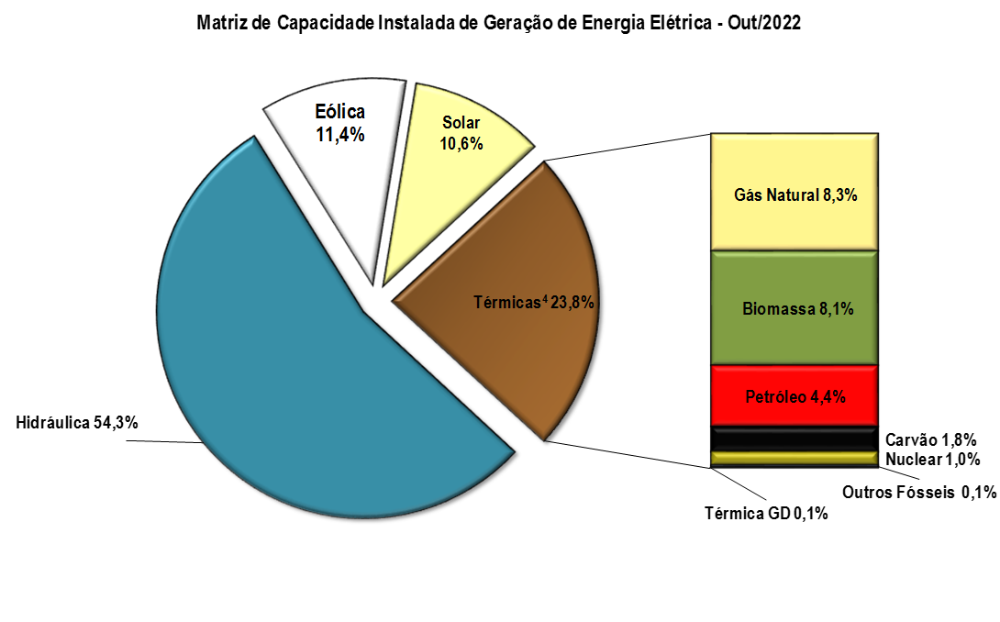 Matriz de Capacidade Instalada de Geração de Energia Elétrica - Out/2022
Eólica
11,4%
Solar
10,6%
Térmicas⁴ 23,8%
Hidráulica 54,3%
Gás Natural 8,3%
Biomassa 8,1%
Petróleo 4,4%
Carvão 1,8%
Nuclear 1,0%
Outros Fósseis 0,1%
Térmica GD 0,1%